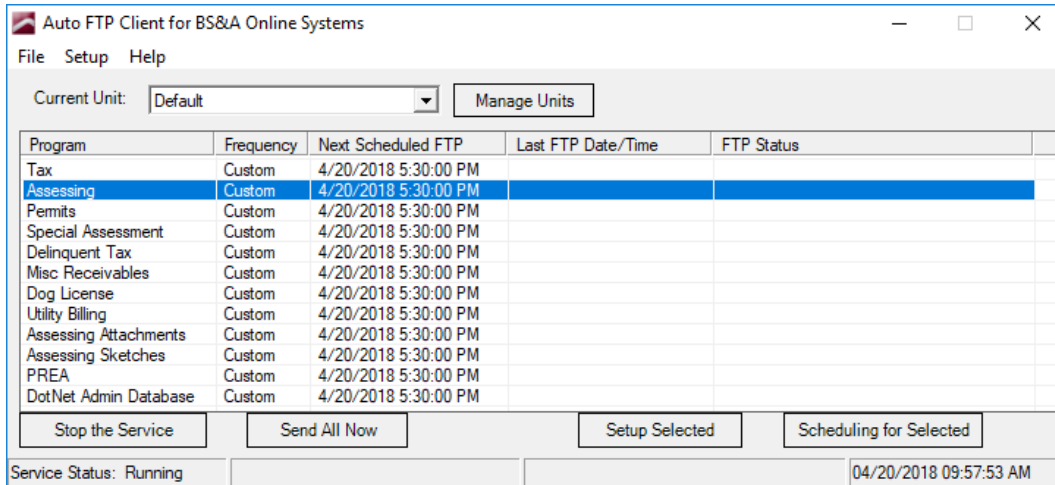 Auto FTP Client for BS&A Online Systems
File Setup Help
Current Unit: Default Manage Units
Program Frequency Next Scheduled FTP Last FTP Date/Time FTP Status
Tax Custom 4/20/2018 5:30:00 PM
Assessing Custom 4/20/2018 5:30:00 PM
Permits Custom 4/20/2018 5:30:00 PM
Special Assessment Custom 4/20/2018 5:30:00 PM
Delinquent Tax Custom 4/20/2018 5:30:00 PM
Misc Receivables Custom 4/20/2018 5:30:00 PM
Dog License Custom 4/20/2018 5:30:00 PM
Utility Billing Custom 4/20/2018 5:30:00 PM
Assessing Attachments Custom 4/20/2018 5:30:00 PM
Assessing Sketches Custom 4/20/2018 5:30:00 PM
PREA Custom 4/20/2018 5:30:00 PM
DotNet Admin Database Custom 4/20/2018 5:30:00 PM
Stop the Service Send All Now Setup Selected Scheduling for Selected
Service Status: Running 04/20/2018 09:57:53 AM